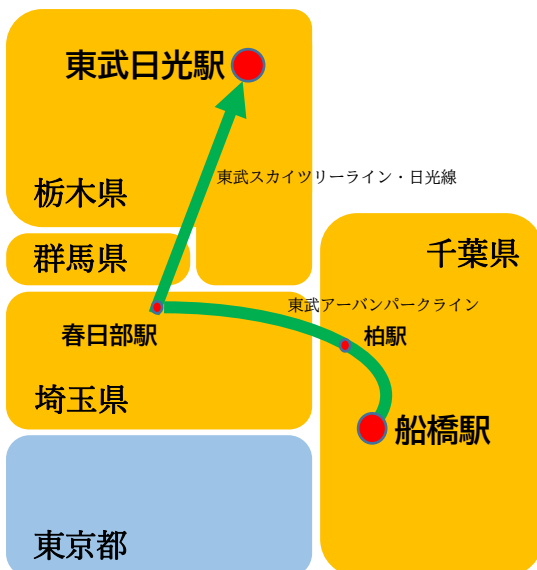 東武日光駅
東武スカイツリーライン・日光線
栃木県
群馬県
千葉県
東武アーバンパークライン
春日部駅
柏駅
埼玉県
船橋駅
東京都